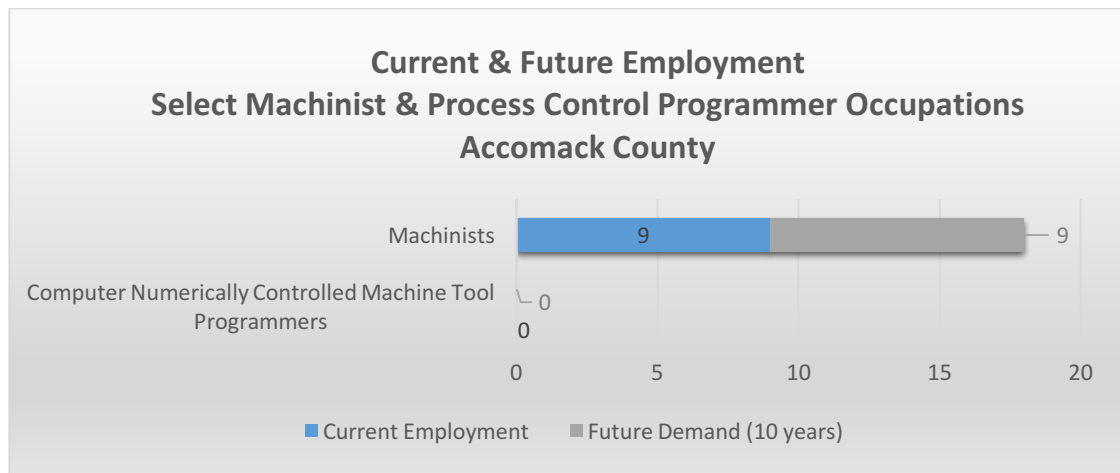 Current & Future Employment
Select Machinist & Process Control Programmer Occupations
Accomack County
Machinists
9
9
Computer Numerically Controlled Machine Tool
Programmers
0
0
0 5 10 15 20
Current Employment Future Demand (10 years)